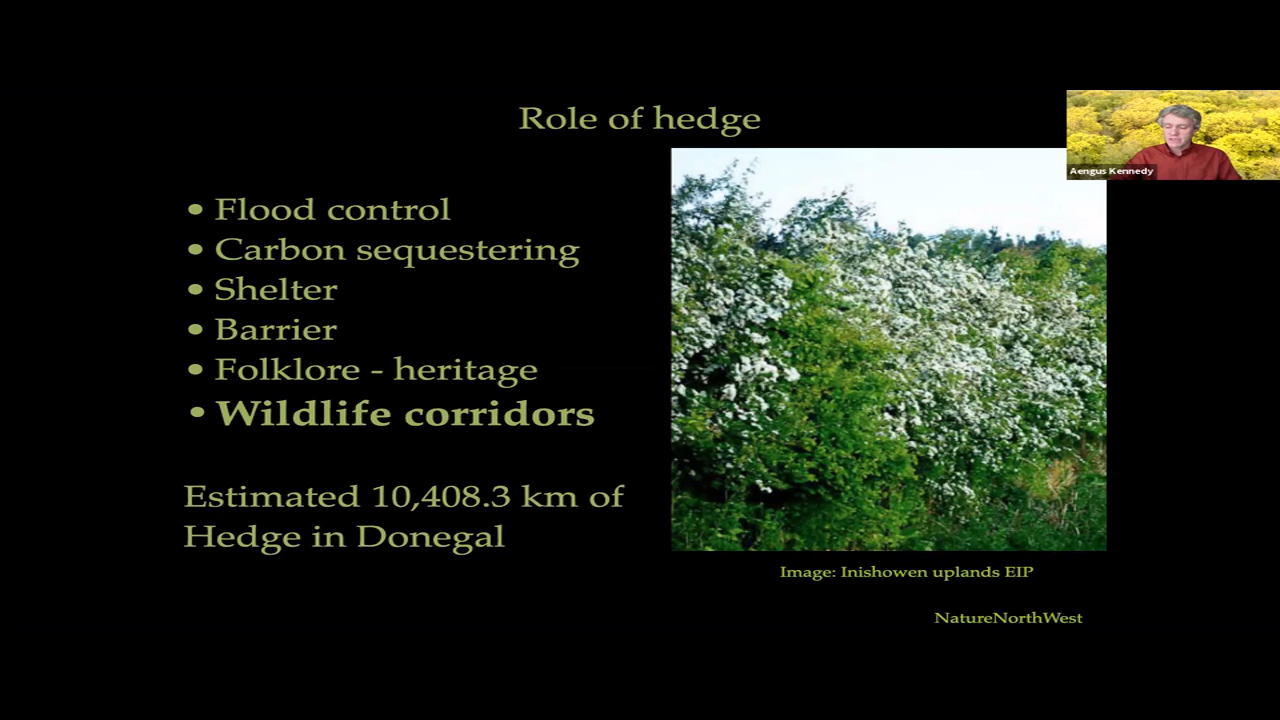 Role of hedge
Aengus Kennedy
• Flood control
• Carbon sequestering
• Shelter
• Barrier
• Folklore - heritage
• Wildlife corridors
Estimated 10,408.3 km of
Hedge in Donegal
Image: Inishowen uplands EIP
NatureNorthWest